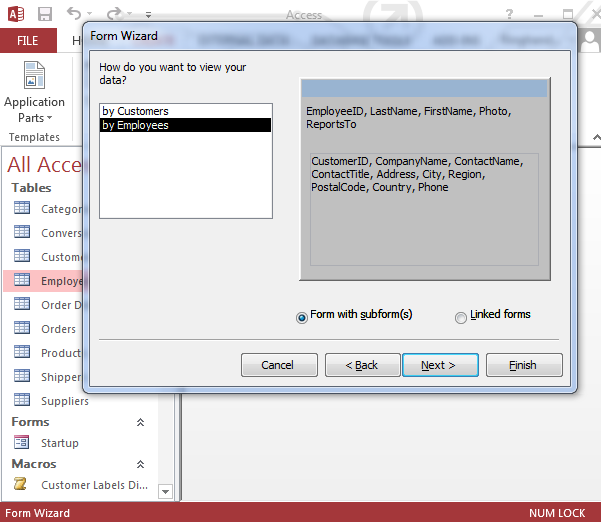 Access
Form Wizard
FILE
Application
Parts
Templates
How do you want to view your
data?
by Customers
by Employees
EmployeeID, LastName, FirstName, Photo,
ReportsTo
CustomerID, CompanyName, ContactName,
ContactTitle, Address, City, Region,
PostalCode, Country, Phone
Form with subform(s)
Linked forms
Cancel
< Back
Next >
Finish
All Acce
Tables
Categor
Convers
Custome
Employe
Order D
Orders
Product
Shipper
Suppliers
Forms
Startup
Macros
Customer Labels Di...
Form Wizard
NUM LOCK